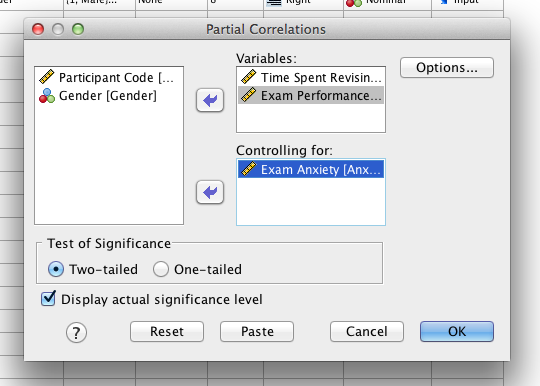 [1, Male}...
None
8
Right
Nominal
Input
Partial Correlations
Variables:
Participant Code [...
Gender [Gender]
Time Spent Revisin...
Exam Performance...
Options...
Controlling for:
Exam Anxiety [Anx...
Test of Significance
Two-tailed
One-tailed
Display actual significance level
?
Reset
Paste
Cancel
OK